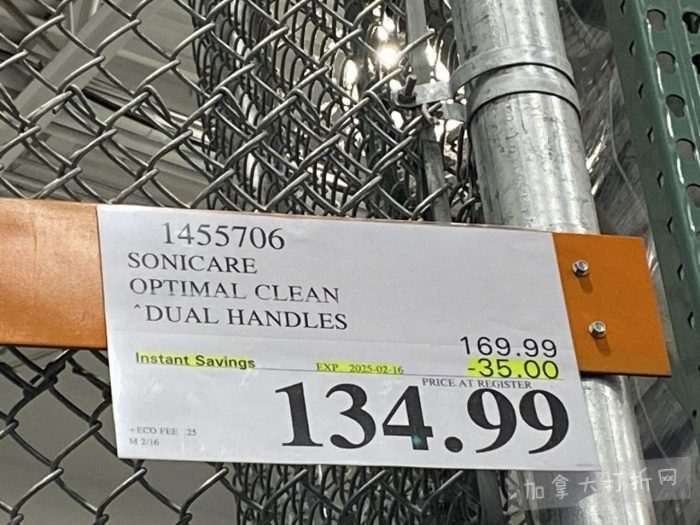 1455706
SONICARE
OPTIMAL CLEAN
^DUAL HANDLES
169.99
Instant Savings EXP 2025-02-16 -35.00
PRICE AT REGISTER
134.99
+ECO FEE .25
M 2/16
加拿大打折网